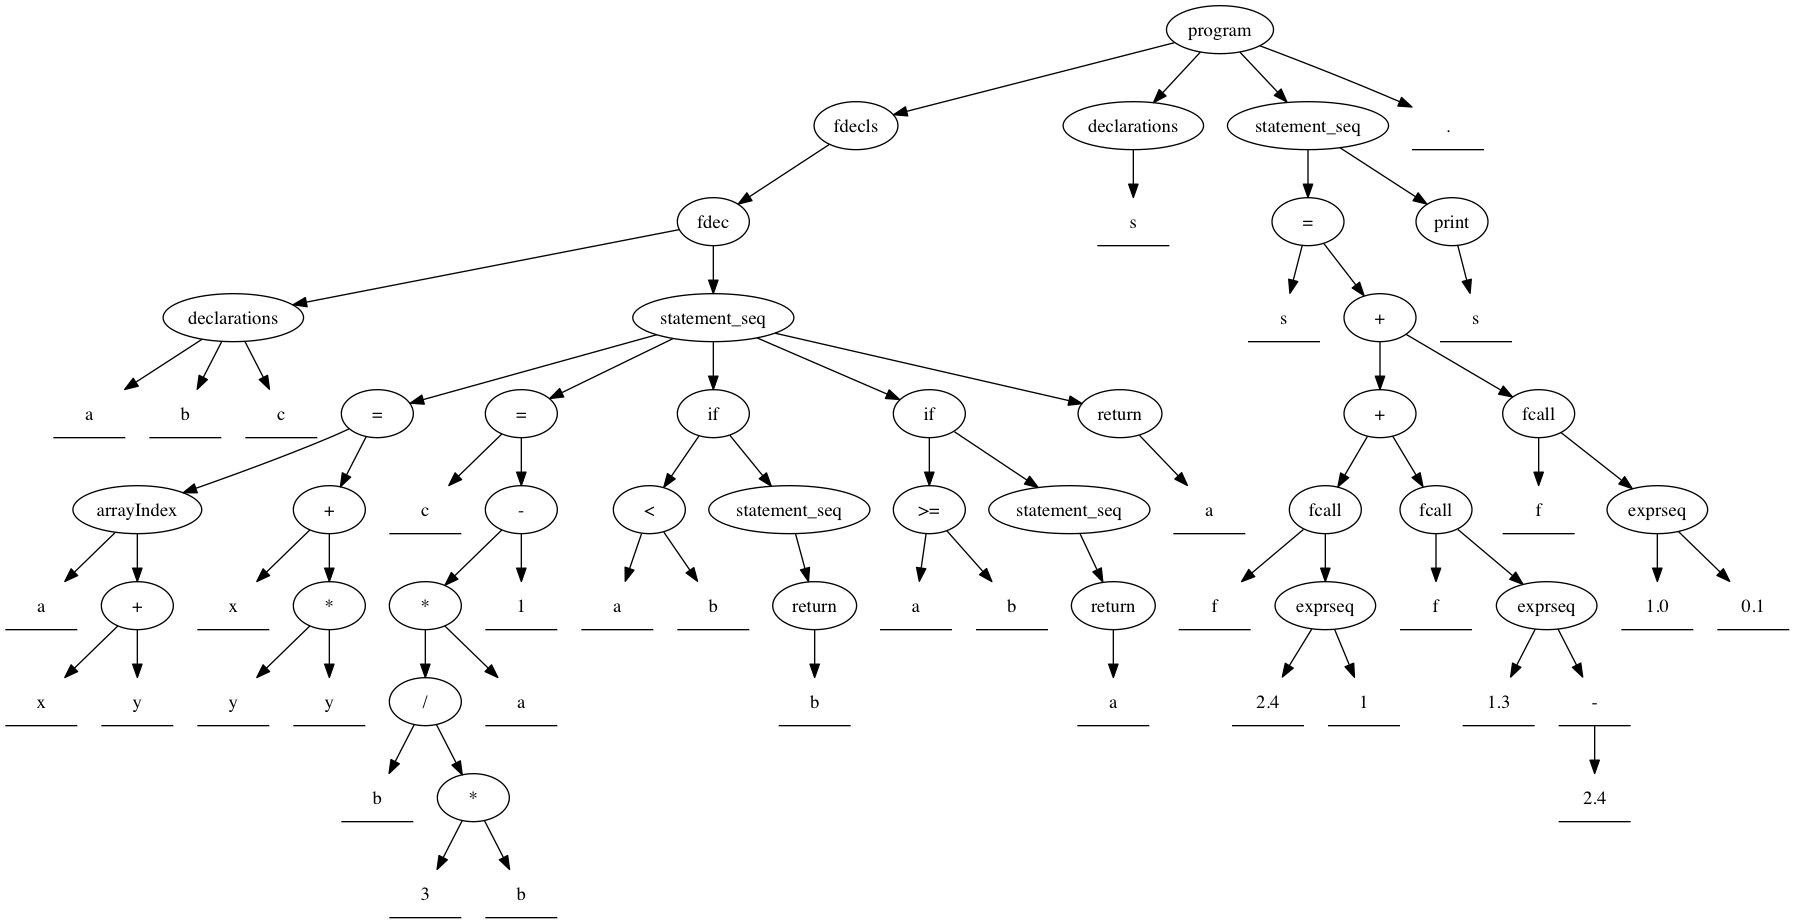 program
fdecls declarations statement_seq .
fdec s = print
declarations statement_seq s + s
a b c = = if if return + fcall
arrayIndex + c - < statement_seq >= statement_seq a fcall fcall f exprseq
a + x * * 1 a b return a b return f exprseq f exprseq 1.0 0.1
x y y y / a b a 2.4 1 1.3 -
b * 2.4
3 b